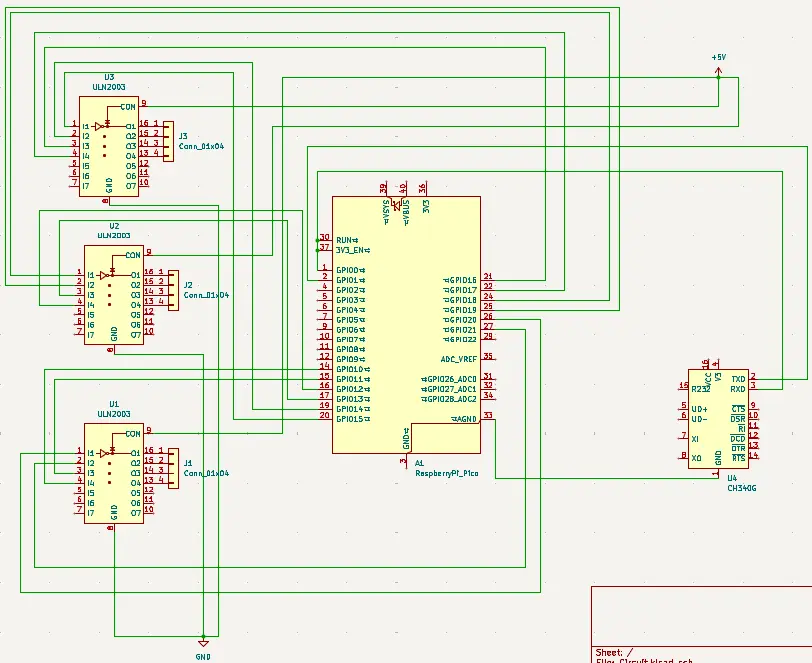 +5V
U3
ULN2003
CON 9
1 I1 O1 16 1
2 I2 O2 15 2
3 I3 O3 14 3
4 I4 O4 13 4
5 I5 O5 12
6 I6 O6 11
7 I7 O7 10
GND
8
J3
Conn_01x04
U2
ULN2003
CON 9
1 I1 O1 16 1
2 I2 O2 15 2
3 I3 O3 14 3
4 I4 O4 13 4
5 I5 O5 12
6 I6 O6 11
7 I7 O7 10
GND
8
J2
Conn_01x04
U1
ULN2003
CON 9
1 I1 O1 16 1
2 I2 O2 15 2
3 I3 O3 14 3
4 I4 O4 13 4
5 I5 O5 12
6 I6 O6 11
7 I7 O7 10
GND
8
J1
Conn_01x04
39 40 36
VSYS VBUS 3V3
30 RUN
37 3V3_EN
1 GPIO0
2 GPIO1 GPIO16 21
4 GPIO2 GPIO17 22
5 GPIO3 GPIO18 24
6 GPIO4 GPIO19 25
7 GPIO5 GPIO20 26
9 GPIO6 GPIO21 27
10 GPIO7 GPIO22 29
11 GPIO8
12 GPIO9 ADC_VREF 35
14 GPIO10
15 GPIO11 GPIO26_ADC0 31
16 GPIO12 GPIO27_ADC1 32
17 GPIO13 GPIO28_ADC2 34
19 GPIO14
20 GPIO15 AGND 33
GND
3
A1
RaspberryPi_Pico
16 4
VCC V3
TXD 2
15 R232 RXD 3
5 UD+ CTS 9
6 UD- DSR 10
RI 11
7 XI DCD 12
DTR 13
8 XO RTS 14
GND
1
U4
CH340G
GND
Sheet: /